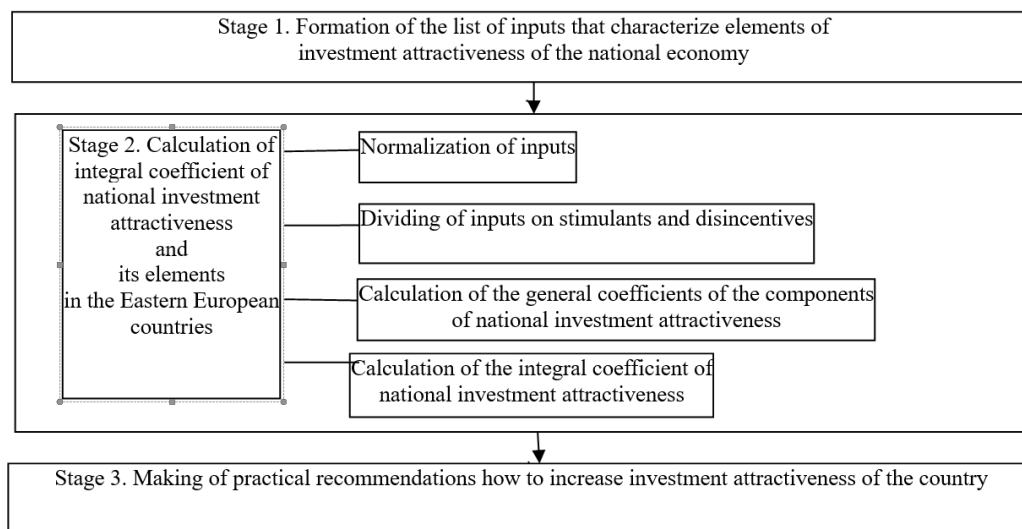 Stage 1. Formation of the list of inputs that characterize elements of
investment attractiveness of the national economy
Stage 2. Calculation of
integral coefficient of
national investment
attractiveness
and
its elements
in the Eastern European
countries
Normalization of inputs
Dividing of inputs on stimulants and disincentives
Calculation of the general coefficients of the components
of national investment attractiveness
Calculation of the integral coefficient of
national investment attractiveness
Stage 3. Making of practical recommendations how to increase investment attractiveness of the country